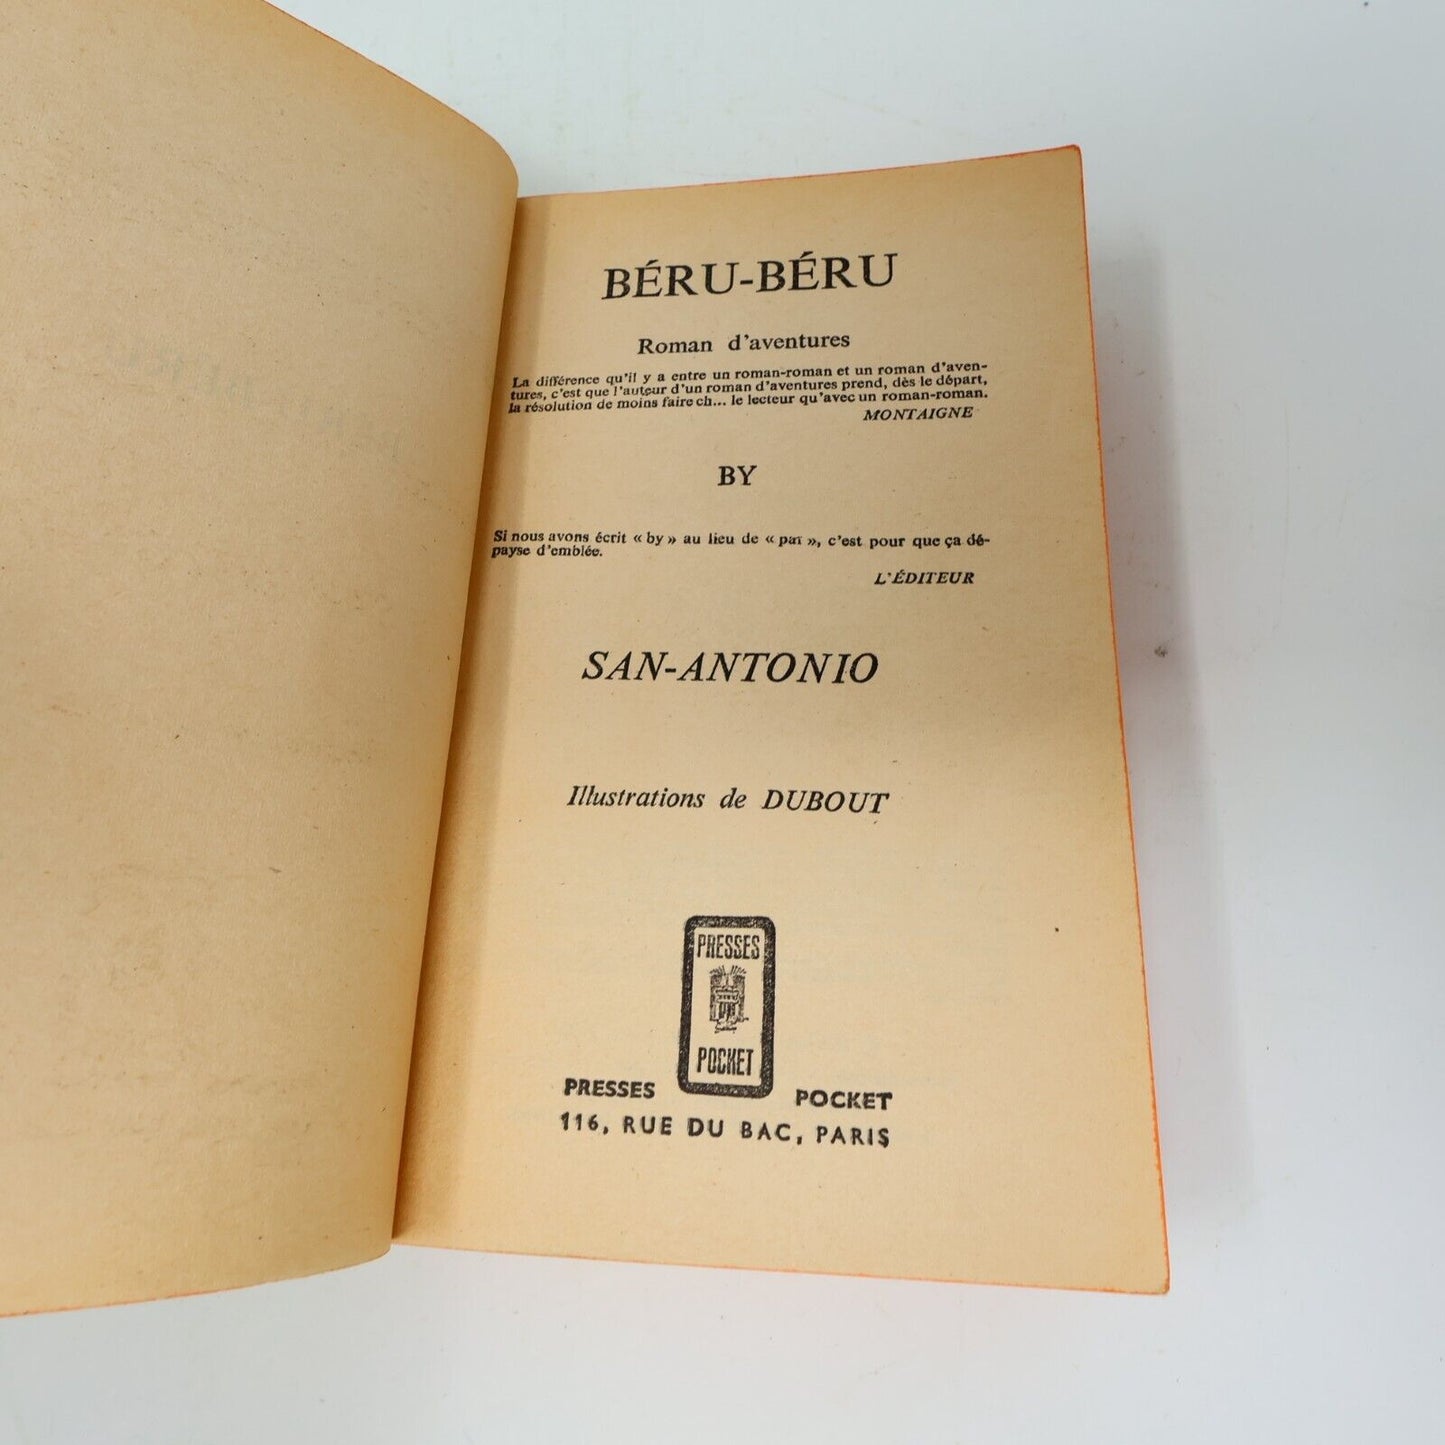 BÉRU-BÉRU
Roman d'aventures
La différence qu'il y a entre un roman-roman et un roman d'aven-
tures, c'est que l'auteur d'un roman d'aventures prend, dès le départ,
la résolution de moins faire ch... le lecteur qu'avec un roman-roman.
MONTAIGNE
BY
Si nous avons écrit « by » au lieu de « par », c'est pour que ça dé-
payse d'emblée.
L'ÉDITEUR
SAN-ANTONIO
Illustrations de DUBOUT
PRESSES
POCKET
PRESSES POCKET
116, RUE DU BAC, PARIS